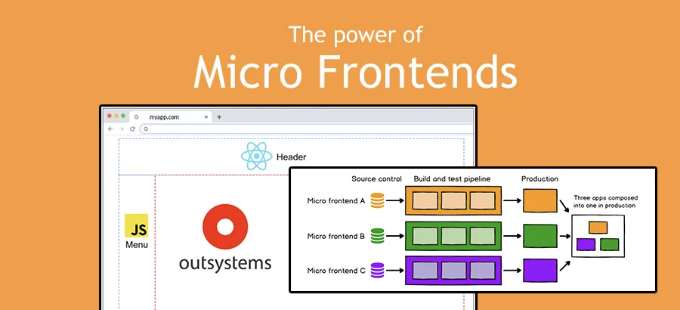 The power of
Micro Frontends
myapp.com
Header
JS
Menu
outsystems
Source control Build and test pipeline Production
Micro frontend A
Micro frontend B
Micro frontend C
Three apps composed
into one in production